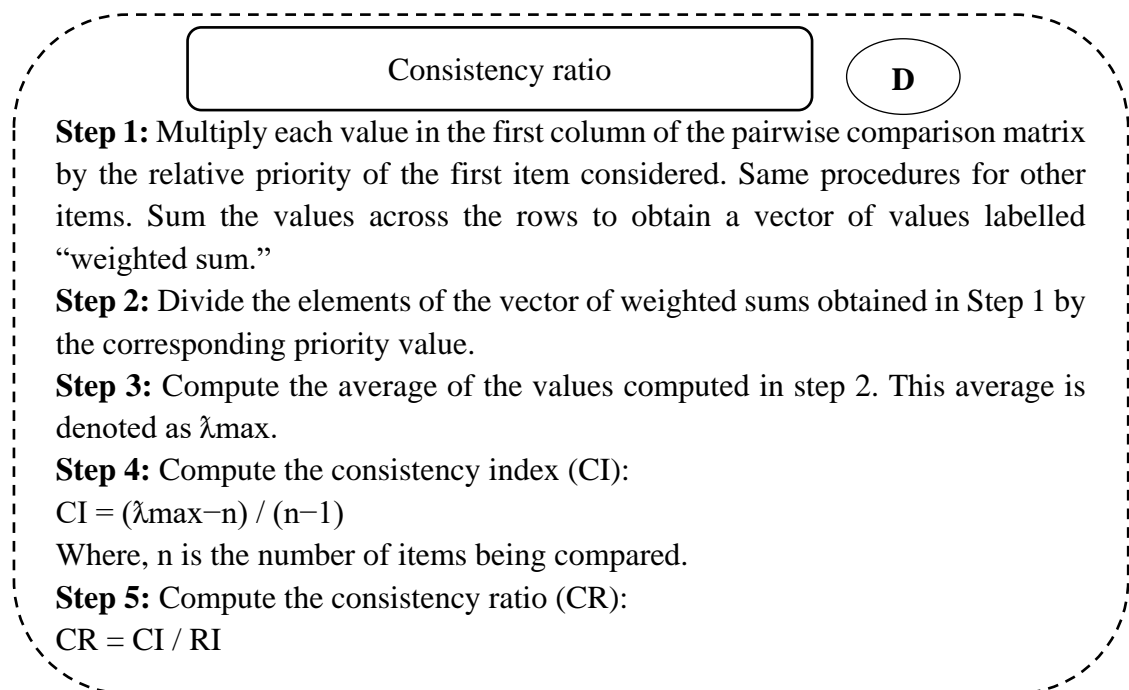 Consistency ratio
D
Step 1: Multiply each value in the first column of the pairwise comparison matrix
by the relative priority of the first item considered. Same procedures for other
items. Sum the values across the rows to obtain a vector of values labelled
“weighted sum.”
Step 2: Divide the elements of the vector of weighted sums obtained in Step 1 by
the corresponding priority value.
Step 3: Compute the average of the values computed in step 2. This average is
denoted as ƛmax.
Step 4: Compute the consistency index (CI):
CI = (ƛmax−n) / (n−1)
Where, n is the number of items being compared.
Step 5: Compute the consistency ratio (CR):
CR = CI / RI